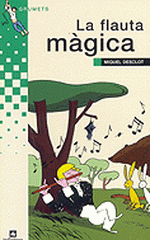 GRUMETS
La flauta
màgica
MIQUEL DESCLOT